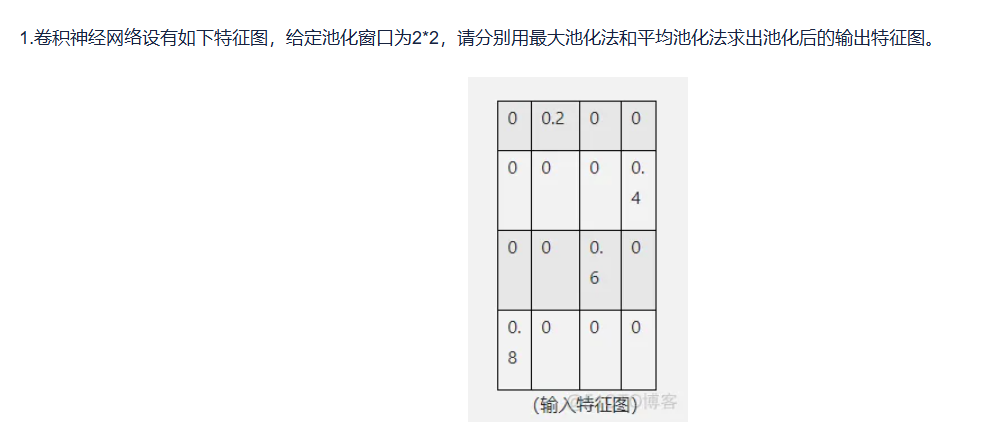 1.卷积神经网络设有如下特征图，给定池化窗口为2*2，请分别用最大池化法和平均池化法求出池化后的输出特征图。
0 0.2 0 0
0 0 0 0.
4
0 0 0. 0
6
0. 0 0 0
8
(输入特征图)
博客